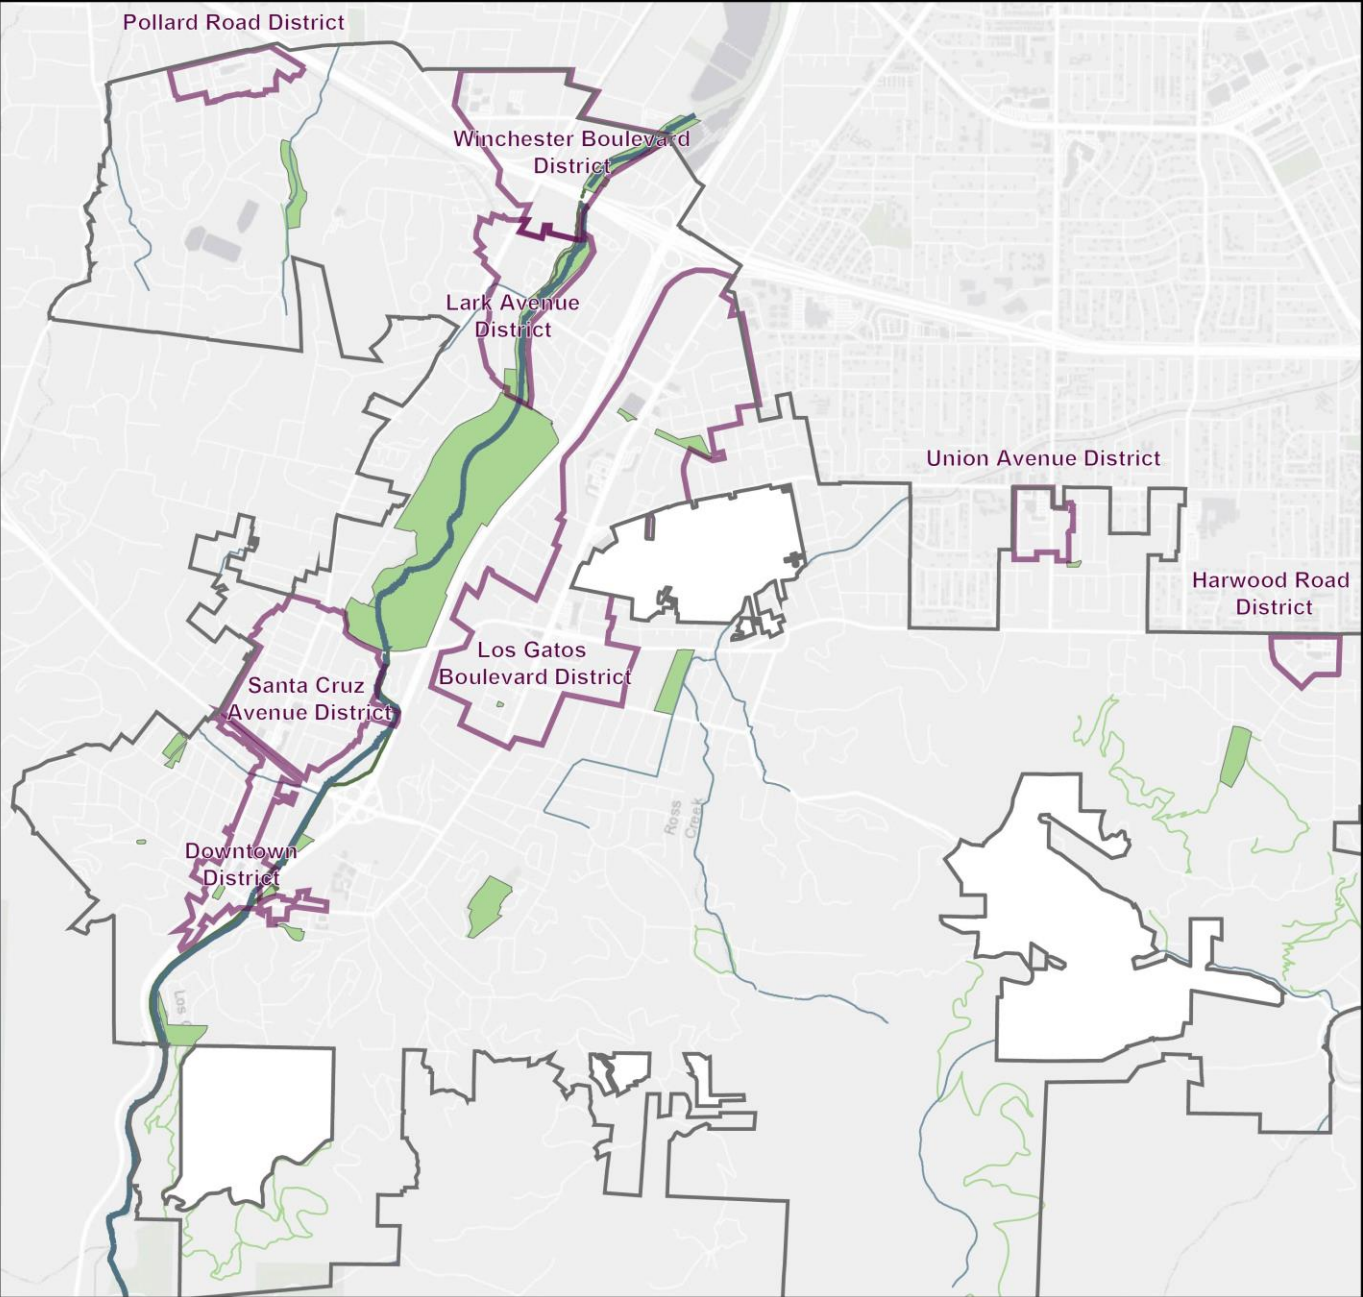 Pollard Road District
Winchester Boulevard
District
Lark Avenue
District
Union Avenue District
Harwood Road
District
Los Gatos
Boulevard District
Santa Cruz
Avenue District
Ross
Creek
Downtown
District
Los